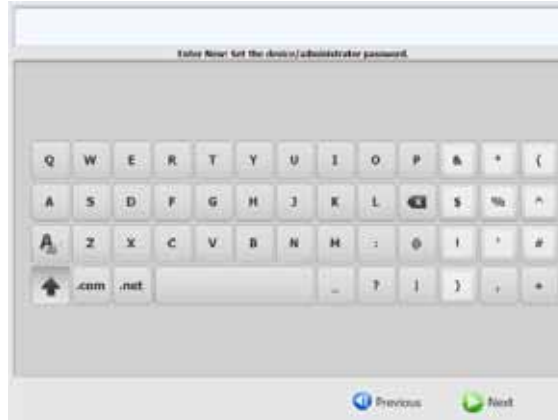 Enter New: Set the device/administrator password.
Q W E R T Y U I O P & * (
A S D F G H J K L $ % ^
Z X C V B N M : @ ! ' #
.com .net _ ? ) ,
Previous Next